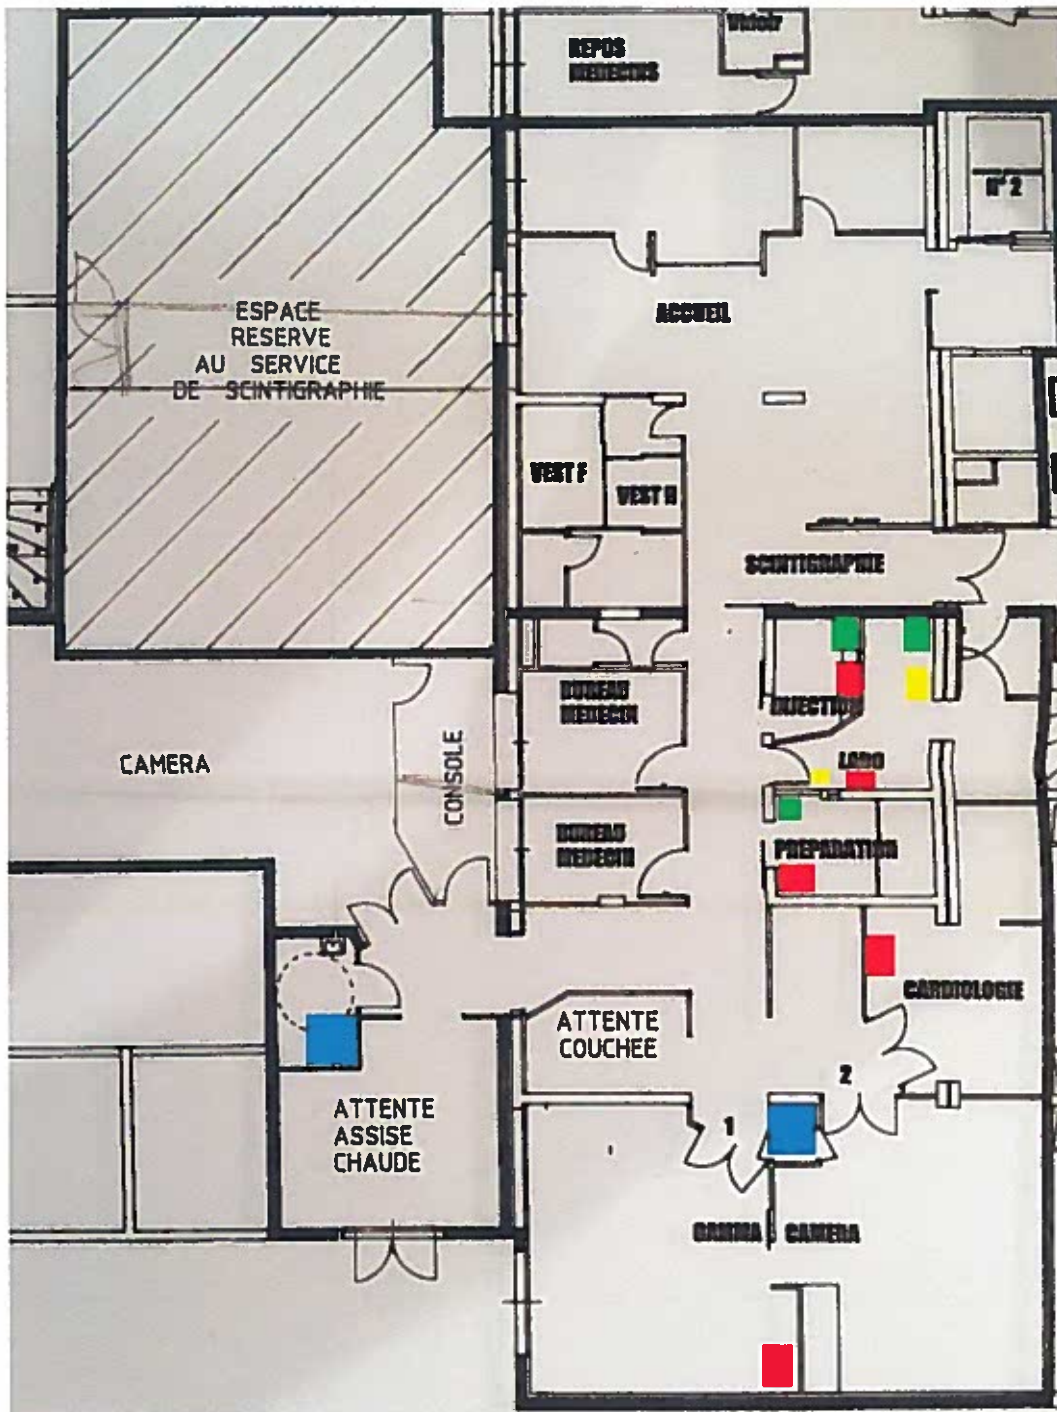 REPOS
MEDECINS
Vidoir
N° 2
ESPACE
RESERVE
AU SERVICE
DE SCINTIGRAPHIE
ACCUEIL
VEST F
VEST H
SCINTIGRAPHIE
BUREAU
MEDECIN
INJECTION
LABO
CAMERA
CONSOLE
BUREAU
MEDECIN
PREPARATION
CARDIOLOGIE
ATTENTE
COUCHEE
2
1
ATTENTE
ASSISE
CHAUDE
GAMMA CAMERA